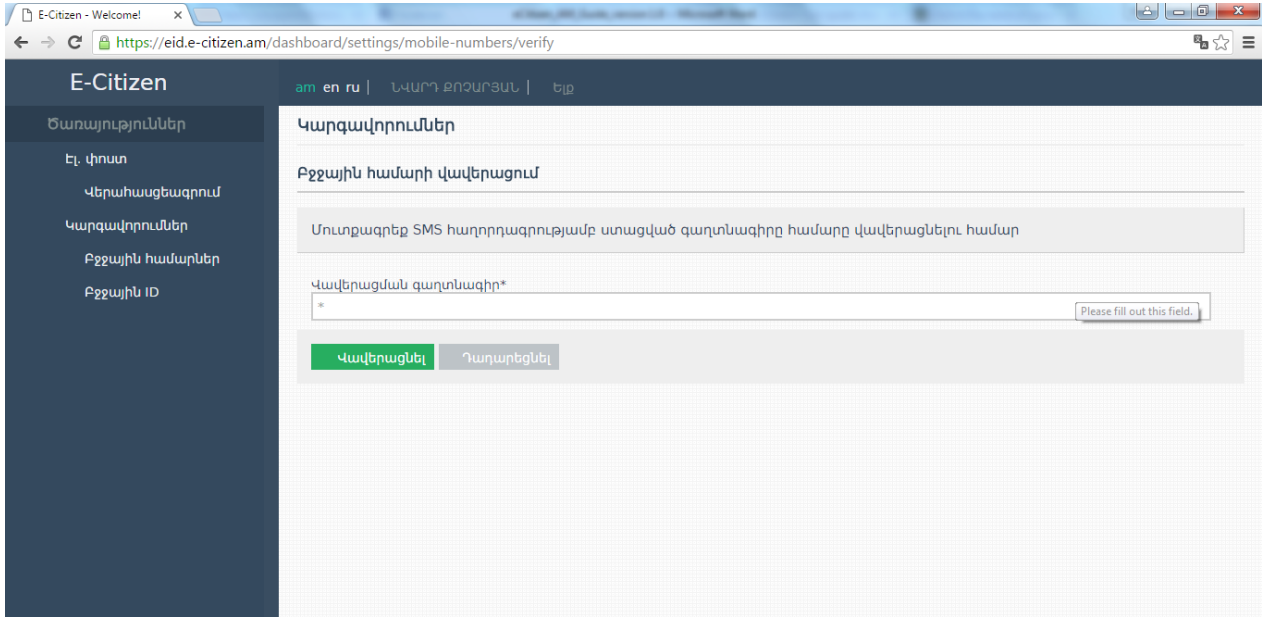 E-Citizen - Welcome!
https://eid.e-citizen.am/dashboard/settings/mobile-numbers/verify
E-Citizen
am en ru | ՆՎԱՐԴ ՔՈՉԱՐՅԱՆ | Ելք
Ծառայություններ
Էլ. փոստ
Վերահասցեագրում
Կարգավորումներ
Բջջային համարներ
Բջջային ID
Կարգավորումներ
Բջջային համարի վավերացում
Մուտքագրեք SMS հաղորդագրությամբ ստացված գաղտնագիրը համարը վավերացնելու համար
Վավերացման գաղտնագիր*
*
Please fill out this field.
Վավերացնել
Դադարեցնել